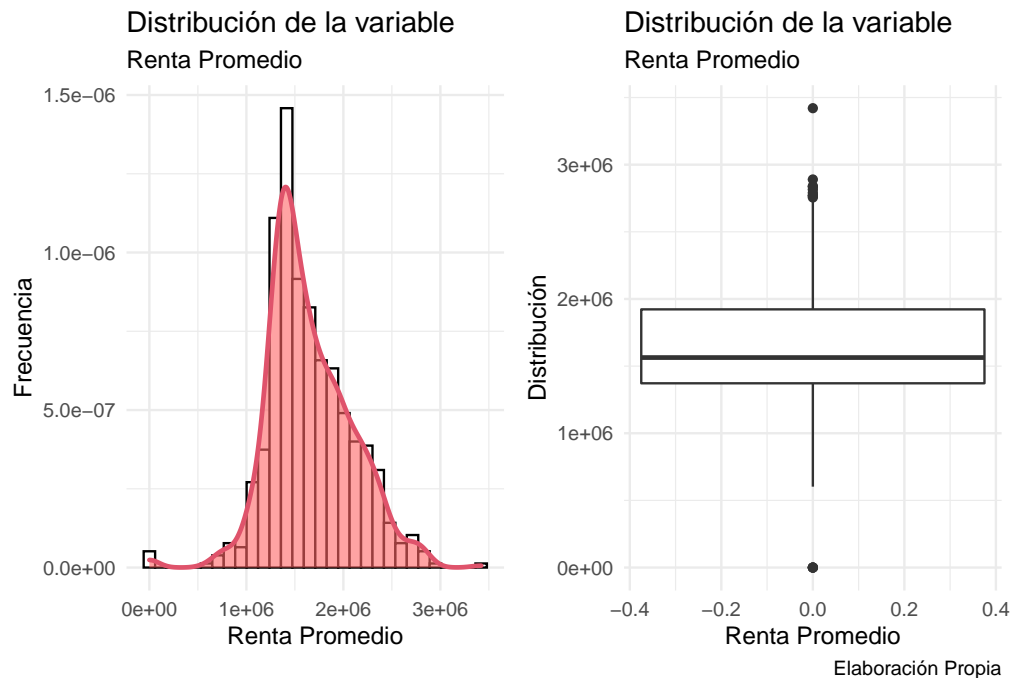 Distribución de la variable
Renta Promedio
1.5e−06
1.0e−06
5.0e−07
0.0e+00
Frecuencia
0e+00 1e+06 2e+06 3e+06
Renta Promedio
Distribución de la variable
Renta Promedio
3e+06
2e+06
1e+06
0e+00
Distribución
−0.4 −0.2 0.0 0.2 0.4
Renta Promedio
Elaboración Propia